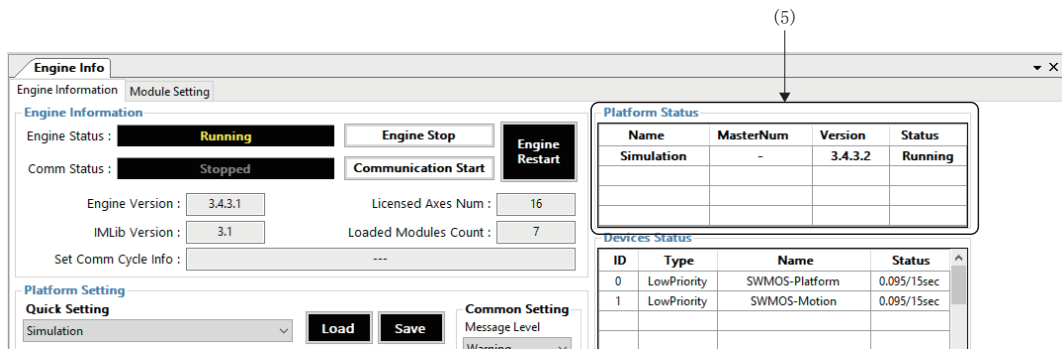 (5)
Engine Info
Engine Information Module Setting
Engine Information
Engine Status : Running Engine Stop Engine Restart
Comm Status : Stopped Communication Start
Engine Version : 3.4.3.1 Licensed Axes Num : 16
IMLib Version : 3.1 Loaded Modules Count : 7
Set Comm Cycle Info : ---
Platform Setting
Quick Setting
Simulation Load Save
Common Setting
Message Level
Warning
Platform Status
Name MasterNum Version Status
Simulation - 3.4.3.2 Running
Devices Status
ID Type Name Status
0 LowPriority SWMOS-Platform 0.095/15sec
1 LowPriority SWMOS-Motion 0.095/15sec